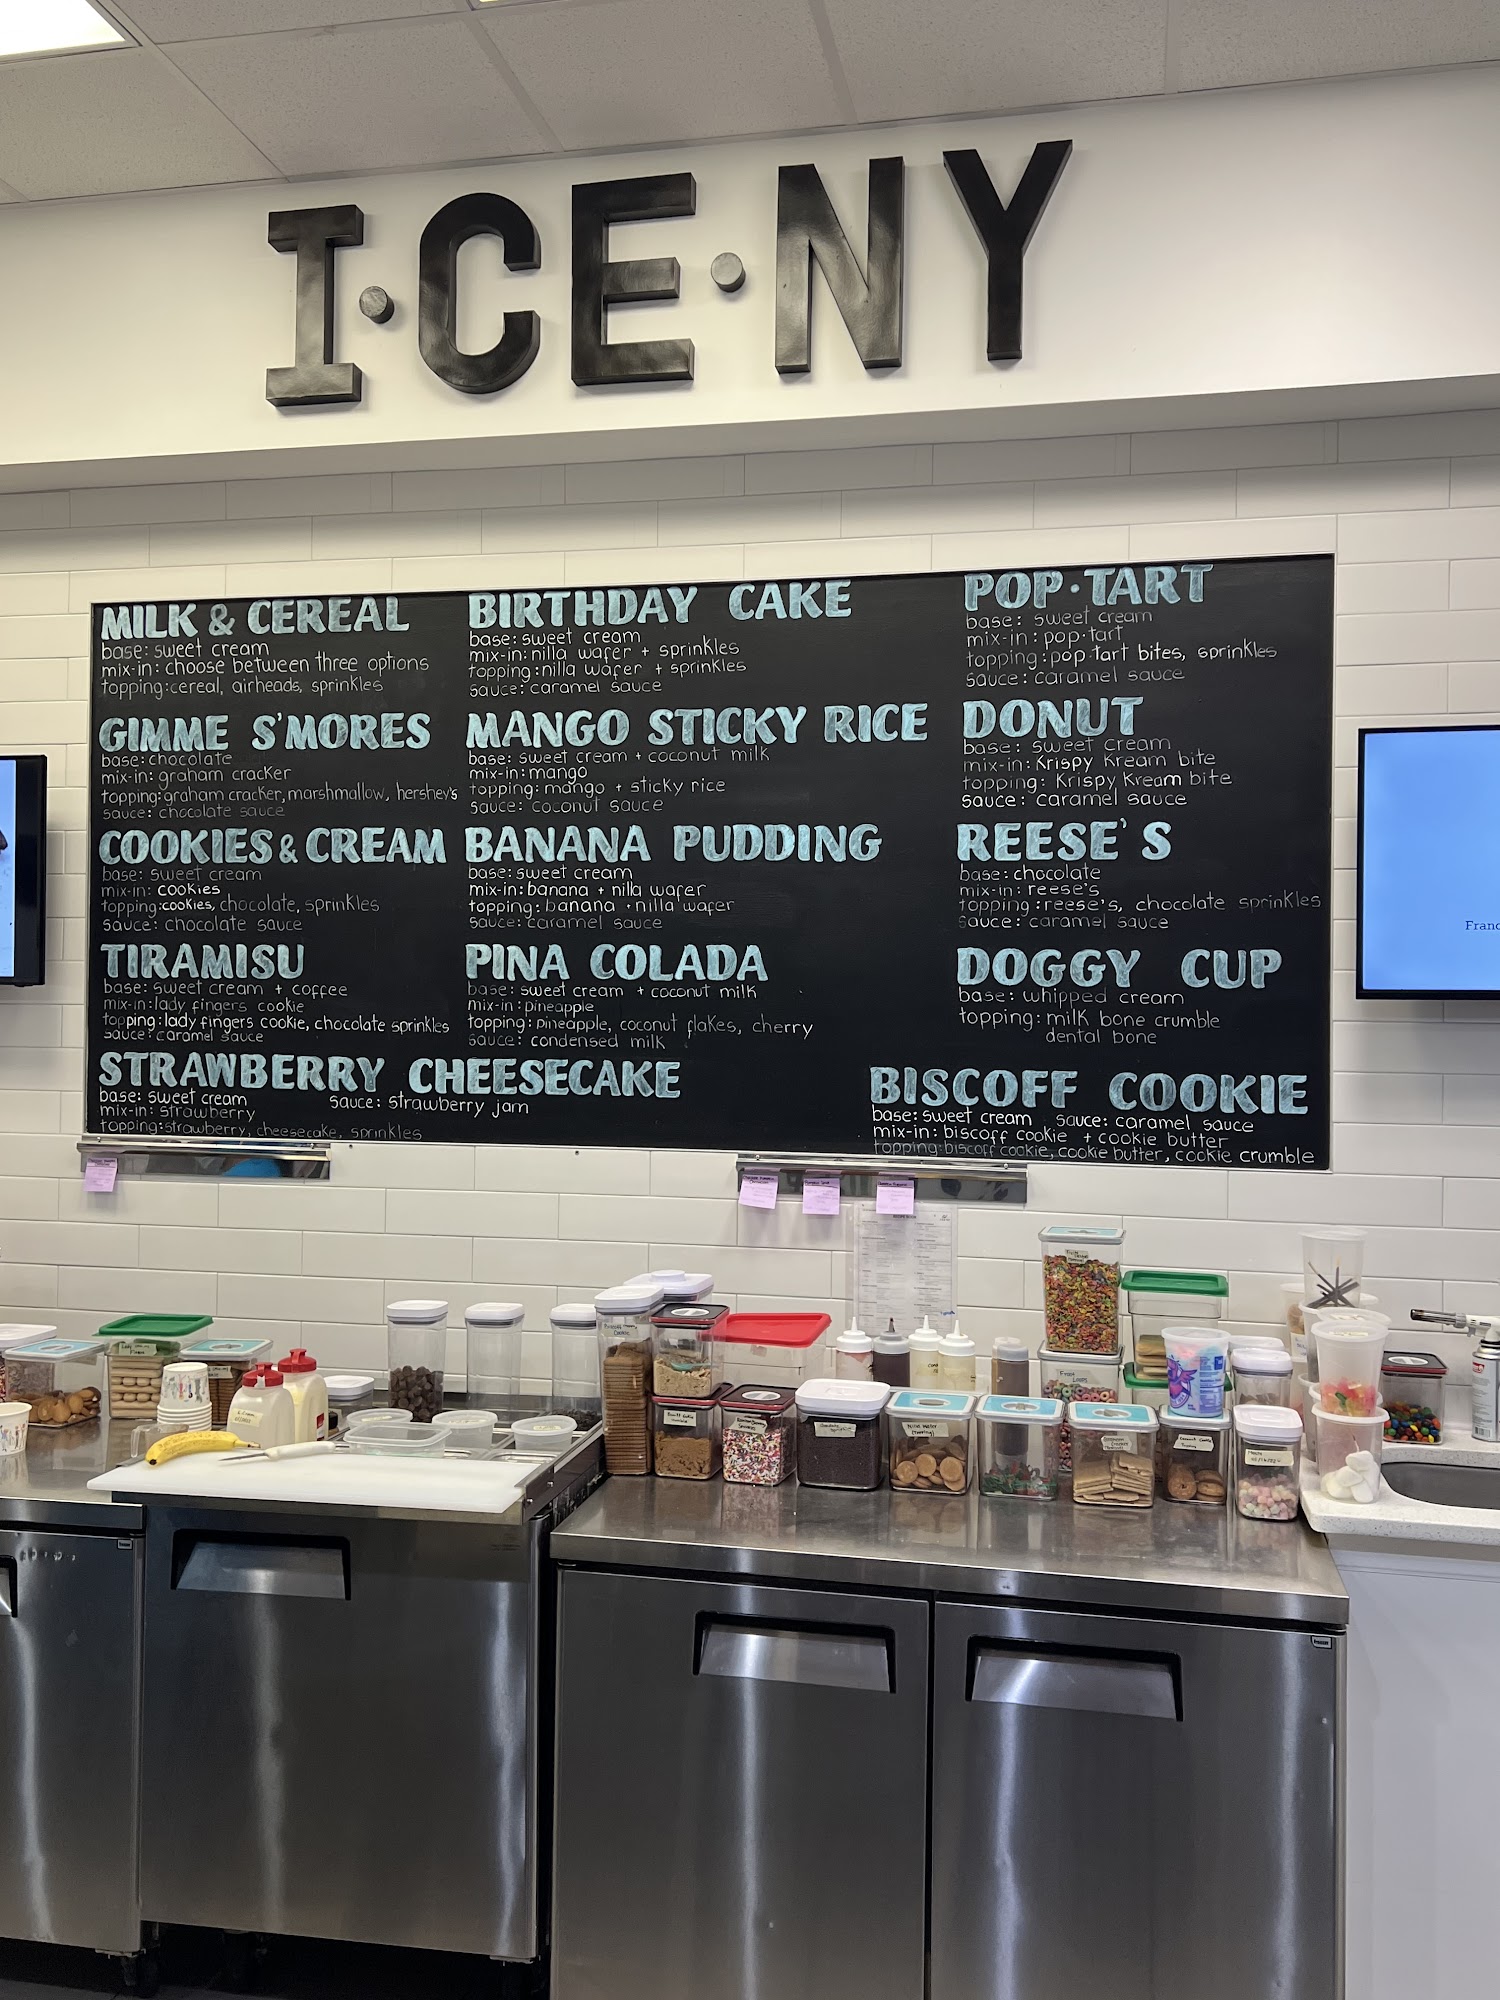 I·CE·NY
MILK & CEREAL
base: sweet cream
mix-in: choose between three options
topping: cereal, airheads, sprinkles
GIMME S'MORES
base: chocolate
mix-in: graham cracker
topping: graham cracker, marshmallow, hershey's
sauce: chocolate sauce
COOKIES & CREAM
base: sweet cream
mix-in: cookies
topping: cookies, chocolate, sprinkles
sauce: chocolate sauce
TIRAMISU
base: sweet cream + coffee
mix-in: lady fingers cookie
topping: lady fingers cookie, chocolate sprinkles
sauce: caramel sauce
STRAWBERRY CHEESECAKE
base: sweet cream sauce: strawberry jam
mix-in: strawberry
topping: strawberry, cheesecake, sprinkles
BIRTHDAY CAKE
base: sweet cream
mix-in: nilla wafer + sprinkles
topping: nilla wafer + sprinkles
sauce: caramel sauce
MANGO STICKY RICE
base: sweet cream + coconut milk
mix-in: mango
topping: mango + sticky rice
sauce: coconut sauce
BANANA PUDDING
base: sweet cream
mix-in: banana + nilla wafer
topping: banana + nilla wafer
sauce: caramel sauce
PINA COLADA
base: sweet cream + coconut milk
mix-in: pineapple
topping: pineapple, coconut flakes, cherry
sauce: condensed milk
POP·TART
base: sweet cream
mix-in: pop·tart
topping: pop·tart bites, sprinkles
sauce: caramel sauce
DONUT
base: sweet cream
mix-in: Krispy Kream bite
topping: Krispy Kream bite
sauce: caramel sauce
REESE'S
base: chocolate
mix-in: reese's
topping: reese's, chocolate sprinkles
sauce: caramel sauce
DOGGY CUP
base: whipped cream
topping: milk bone crumble
dental bone
BISCOFF COOKIE
base: sweet cream sauce: caramel sauce
mix-in: biscoff cookie + cookie butter
topping: biscoff cookie, cookie butter, cookie crumble
Franc